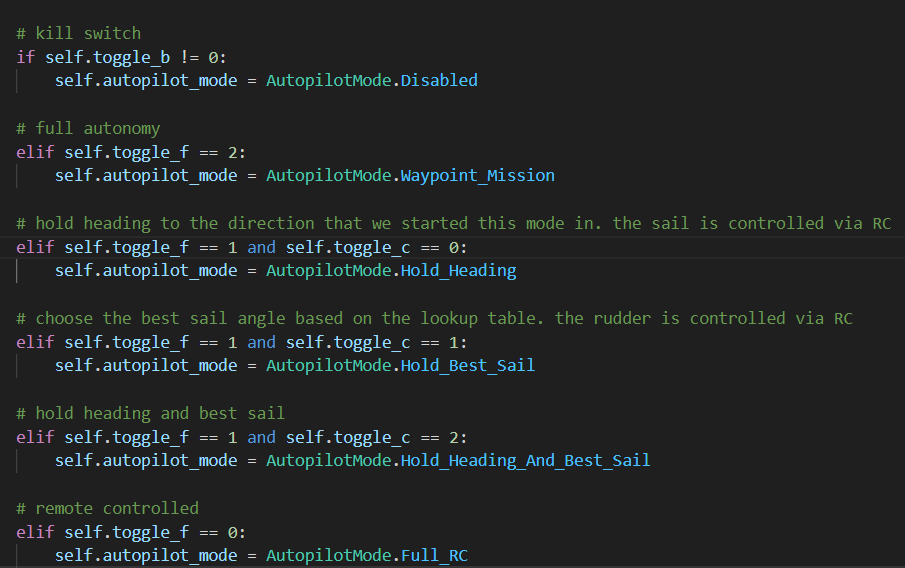 # kill switch
if self.toggle_b != 0:
    self.autopilot_mode = AutopilotMode.Disabled
# full autonomy
elif self.toggle_f == 2:
    self.autopilot_mode = AutopilotMode.Waypoint_Mission
# hold heading to the direction that we started this mode in. the sail is controlled via RC
elif self.toggle_f == 1 and self.toggle_c == 0:
    self.autopilot_mode = AutopilotMode.Hold_Heading
# choose the best sail angle based on the lookup table. the rudder is controlled via RC
elif self.toggle_f == 1 and self.toggle_c == 1:
    self.autopilot_mode = AutopilotMode.Hold_Best_Sail
# hold heading and best sail
elif self.toggle_f == 1 and self.toggle_c == 2:
    self.autopilot_mode = AutopilotMode.Hold_Heading_And_Best_Sail
# remote controlled
elif self.toggle_f == 0:
    self.autopilot_mode = AutopilotMode.Full_RC